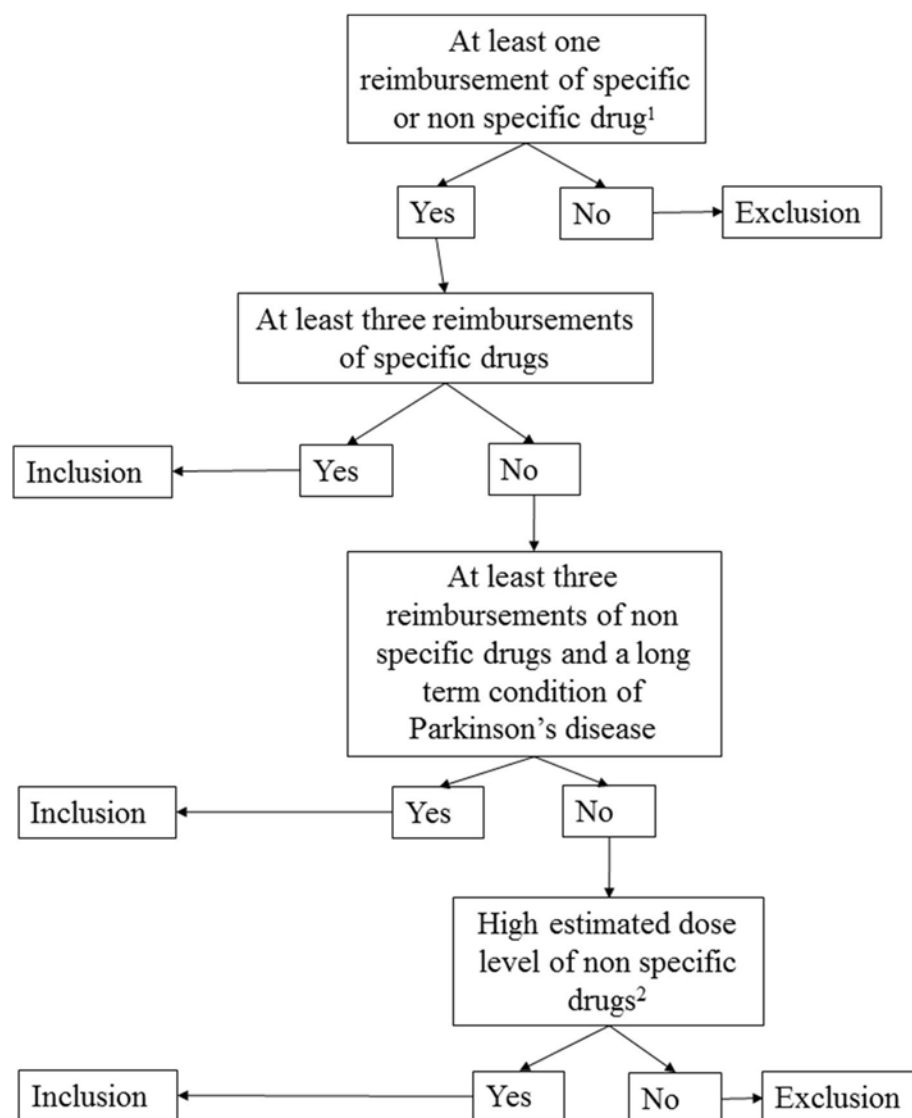 At least one
reimbursement of specific
or non specific drug¹
Yes
No
Exclusion
At least three reimbursements
of specific drugs
Inclusion
Yes
No
At least three
reimbursements of non
specific drugs and a long
term condition of
Parkinson’s disease
Inclusion
Yes
No
High estimated dose
level of non specific
drugs²
Inclusion
Yes
No
Exclusion